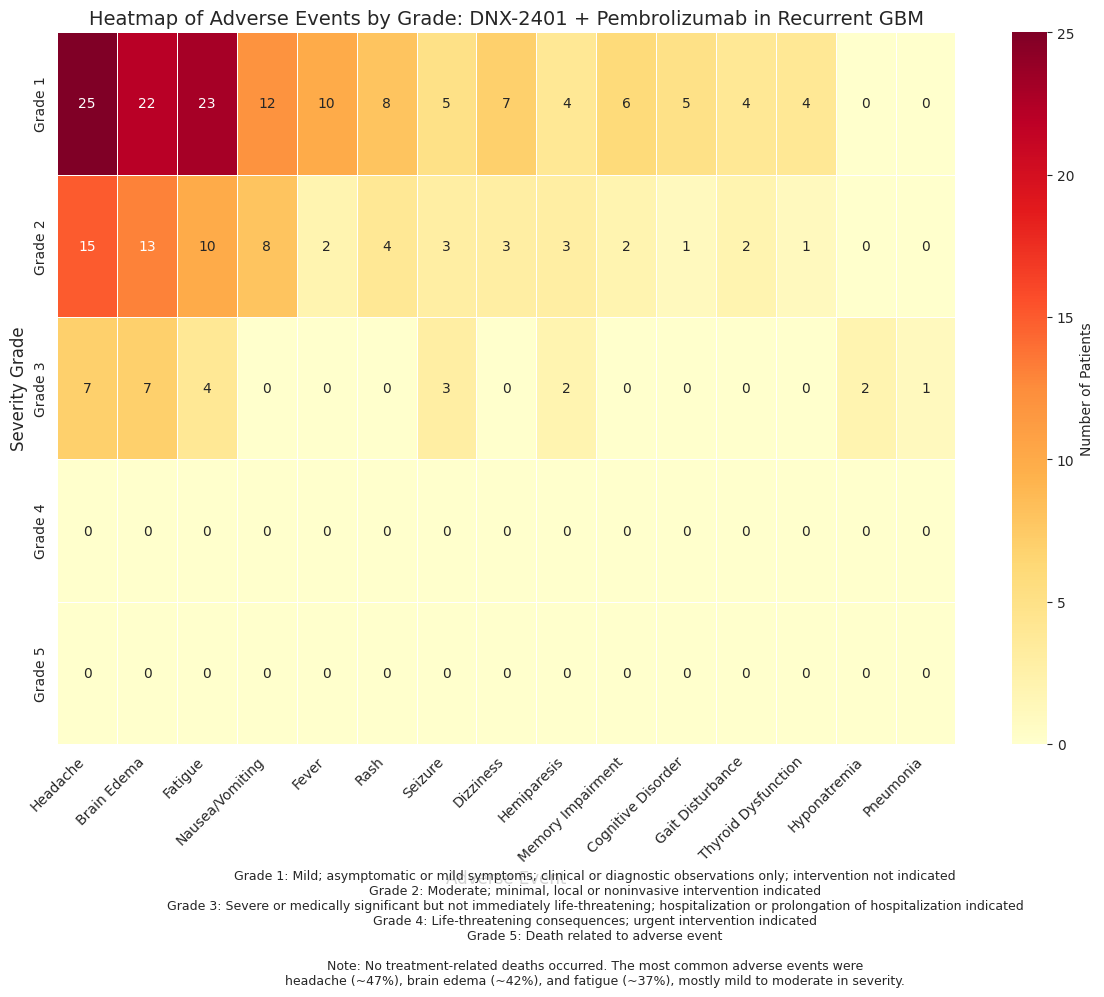 Heatmap of Adverse Events by Grade: DNX-2401 + Pembrolizumab in Recurrent GBM
Severity Grade
Grade 1
25 22 23 12 10 8 5 7 4 6 5 4 4 0 0
Grade 2
15 13 10 8 2 4 3 3 3 2 1 2 1 0 0
Grade 3
7 7 4 0 0 0 3 0 2 0 0 0 0 2 1
Grade 4
0 0 0 0 0 0 0 0 0 0 0 0 0 0 0
Grade 5
0 0 0 0 0 0 0 0 0 0 0 0 0 0 0
Headache
Brain Edema
Fatigue
Nausea/Vomiting
Fever
Rash
Seizure
Dizziness
Hemiparesis
Memory Impairment
Cognitive Disorder
Gait Disturbance
Thyroid Dysfunction
Hyponatremia
Pneumonia
25
20
15
10
5
0
Number of Patients
Adverse Event
Grade 1: Mild; asymptomatic or mild symptoms; clinical or diagnostic observations only; intervention not indicated
Grade 2: Moderate; minimal, local or noninvasive intervention indicated
Grade 3: Severe or medically significant but not immediately life-threatening; hospitalization or prolongation of hospitalization indicated
Grade 4: Life-threatening consequences; urgent intervention indicated
Grade 5: Death related to adverse event
Note: No treatment-related deaths occurred. The most common adverse events were
headache (~47%), brain edema (~42%), and fatigue (~37%), mostly mild to moderate in severity.